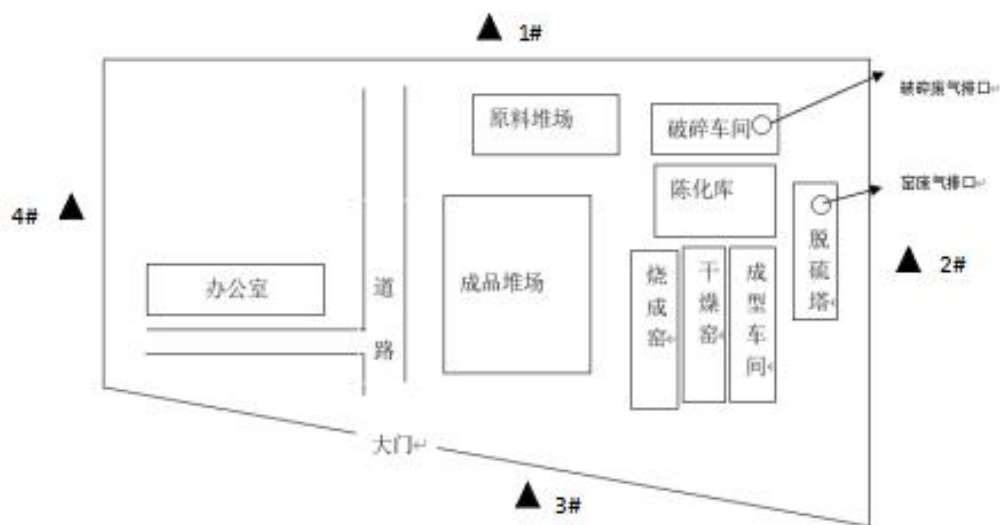 1#
破碎废气排口
原料堆场
破碎车间
陈化库
窑废气排口
4#
脱硫塔
2#
办公室
道路
成品堆场
烧成窑
干燥窑
成型车间
大门
3#